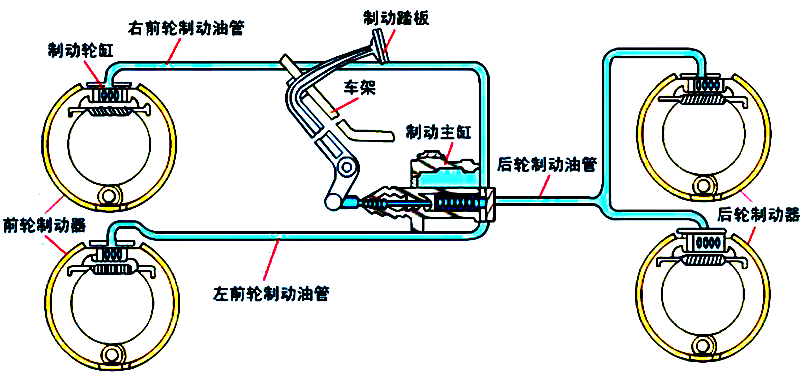 制动踏板
右前轮制动油管
制动轮缸
车架
制动主缸
后轮制动油管
前轮制动器
后轮制动器
左前轮制动油管